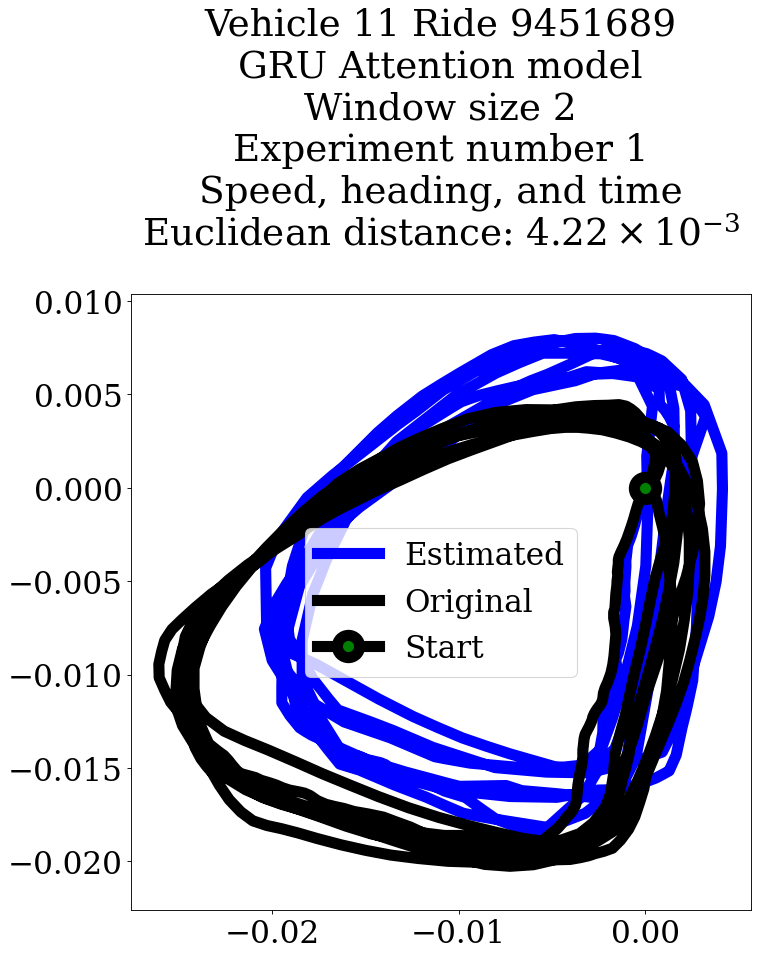 Vehicle 11 Ride 9451689
GRU Attention model
Window size 2
Experiment number 1
Speed, heading, and time
Euclidean distance: 4.22 × 10⁻³
0.010
0.005
0.000
−0.005
−0.010
−0.015
−0.020
Estimated
Original
Start
−0.02
−0.01
0.00